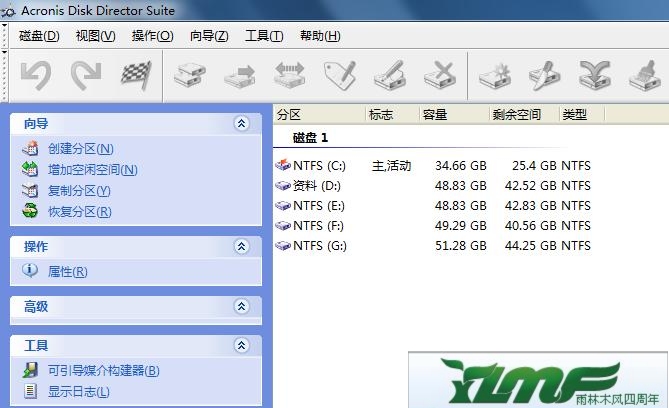 Acronis Disk Director Suite
磁盘(D) 视图(V) 操作(O) 向导(Z) 工具(T) 帮助(H)
向导
创建分区(N)
增加空闲空间(N)
复制分区(Y)
恢复分区(R)
操作
属性(R)
高级
工具
可引导媒介构建器(B)
显示日志(L)
分区 标志 容量 剩余空间 类型
磁盘 1
NTFS (C:) 主,活动 34.66 GB 25.4 GB NTFS
资料 (D:) 48.83 GB 42.52 GB NTFS
NTFS (E:) 48.83 GB 42.83 GB NTFS
NTFS (F:) 49.29 GB 40.56 GB NTFS
NTFS (G:) 51.28 GB 44.25 GB NTFS
YLMF
雨林木风四周年